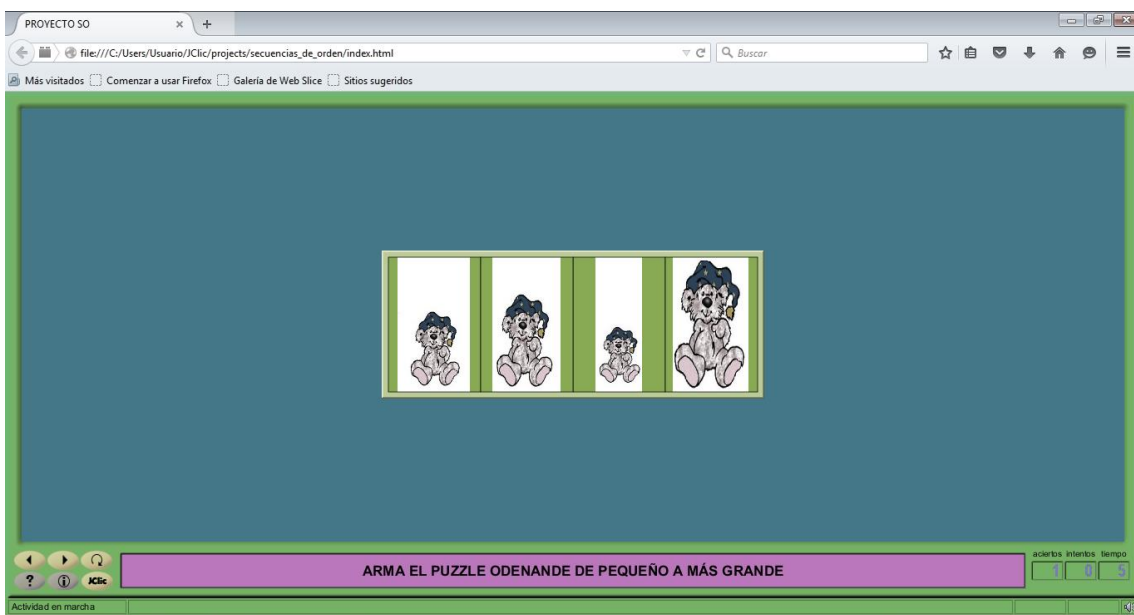 PROYECTO SO
file:///C:/Users/Usuario/JClic/projects/secuencias_de_orden/index.html
Buscar
Más visitados Comenzar a usar Firefox Galería de Web Slice Sitios sugeridos
aciertos intentos tiempo
ARMA EL PUZZLE ODENANDE DE PEQUEÑO A MÁS GRANDE
1 0 5
? i JClic
Actividad en marcha